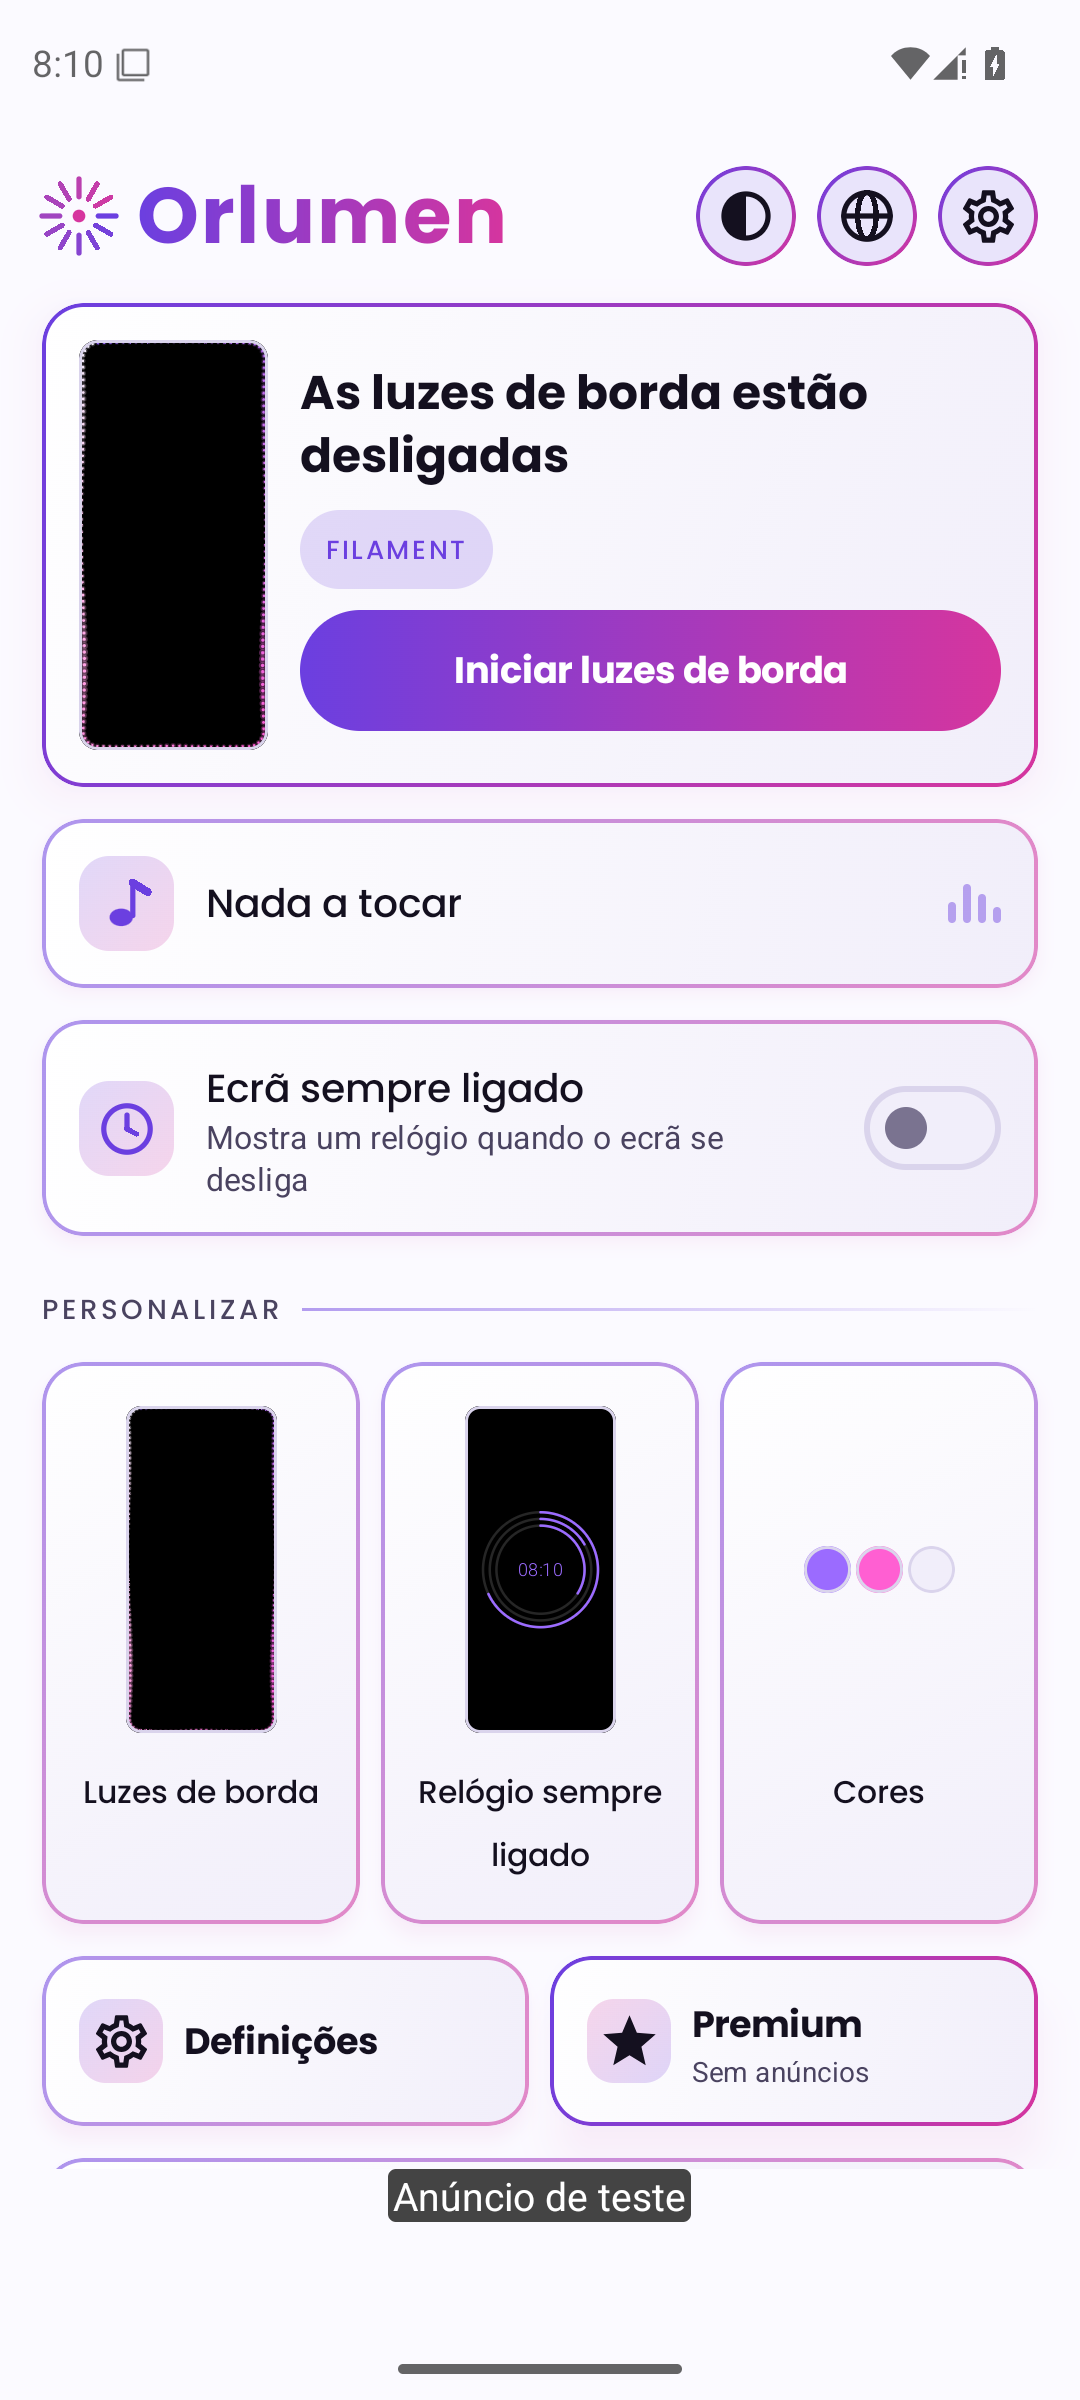 8:10
Orlumen
As luzes de borda estão
desligadas
FILAMENT
Iniciar luzes de borda
Nada a tocar
Ecrã sempre ligado
Mostra um relógio quando o ecrã se
desliga
PERSONALIZAR
08:10
Luzes de borda
Relógio sempre
ligado
Cores
Definições
Premium
Sem anúncios
Anúncio de teste